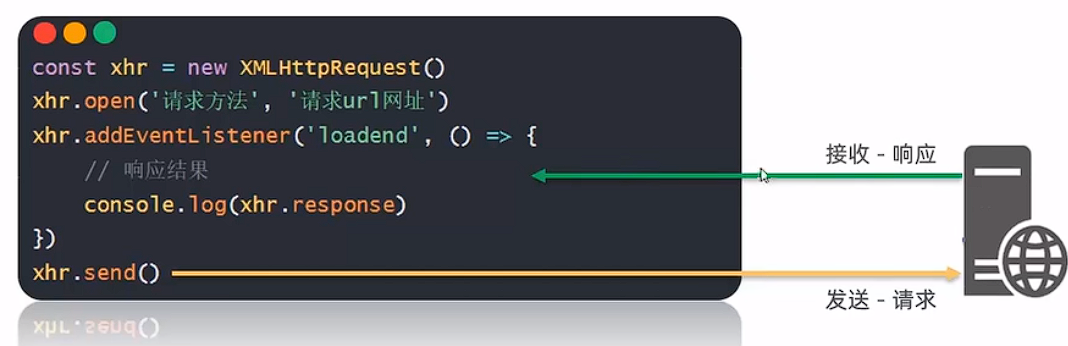 const xhr = new XMLHttpRequest()
xhr.open('请求方法', '请求url网址')
xhr.addEventListener('loadend', () => {
// 响应结果
console.log(xhr.response)
})
xhr.send()
接收 - 响应
发送 - 请求
xhr.send()